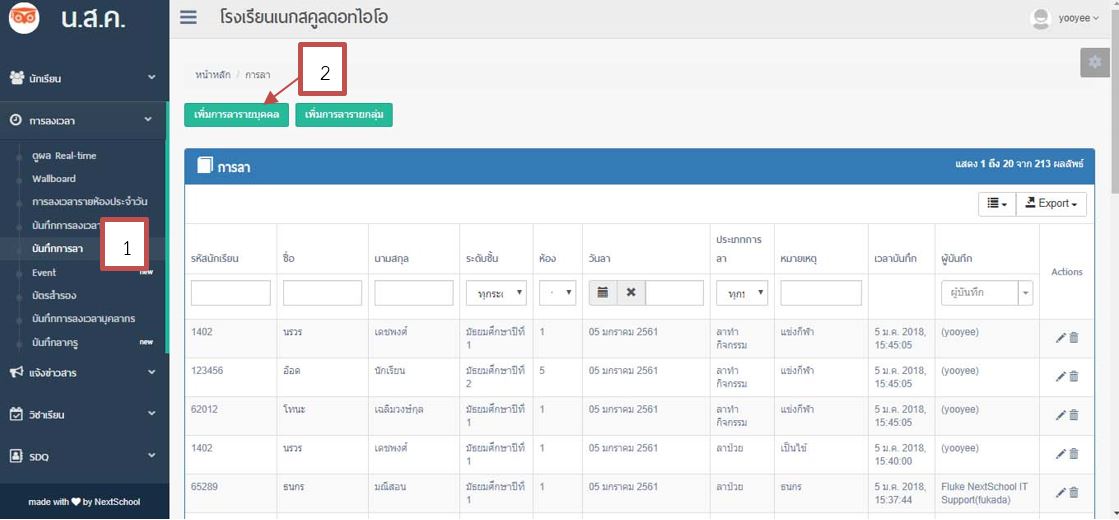 น.ส.ค.
โรงเรียนเนกสคูลดอทไอโอ
yooyee
นักเรียน
การลงเวลา
ดูผล Real-time
Wallboard
การลงเวลารายห้องประจำวัน
บันทึกการลงเวลา
บันทึกการลา
1
Event new
บัตรสำรอง
บันทึกการลงเวลาบุคลากร
บันทึกลาครู new
แจ้งข่าวสาร
วิชาเรียน
SDQ
made with by NextSchool
หน้าหลัก / การลา
2
เพิ่มการลารายบุคคล เพิ่มการลารายกลุ่ม
การลา
แสดง 1 ถึง 20 จาก 213 ผลลัพธ์
Export
รหัสนักเรียน ชื่อ นามสกุล ระดับชั้น ห้อง วันลา ประเภทการลา หมายเหตุ เวลาบันทึก ผู้บันทึก Actions
ผู้บันทึก
1402 นรวร เดชพงศ์ มัธยมศึกษาปีที่ 1 1 05 มกราคม 2561 ลาทำกิจกรรม แข่งกีฬา 5 ม.ค. 2018, 15:45:05 (yooyee)
123456 อ๊อด นักเรียน มัธยมศึกษาปีที่ 2 5 05 มกราคม 2561 ลาทำกิจกรรม แข่งกีฬา 5 ม.ค. 2018, 15:45:05 (yooyee)
62012 โทนะ เฉลิมวงษ์กุล มัธยมศึกษาปีที่ 1 1 05 มกราคม 2561 ลาทำกิจกรรม แข่งกีฬา 5 ม.ค. 2018, 15:45:05 (yooyee)
1402 นรวร เดชพงศ์ มัธยมศึกษาปีที่ 1 1 05 มกราคม 2561 ลาป่วย เป็นไข้ 5 ม.ค. 2018, 15:40:00 (yooyee)
65289 ธนกร มณีสอน มัธยมศึกษาปีที่ 1 1 05 มกราคม 2561 ลาป่วย ธนกร 5 ม.ค. 2018, 15:37:44 Fluke NextSchool IT Support(fukada)